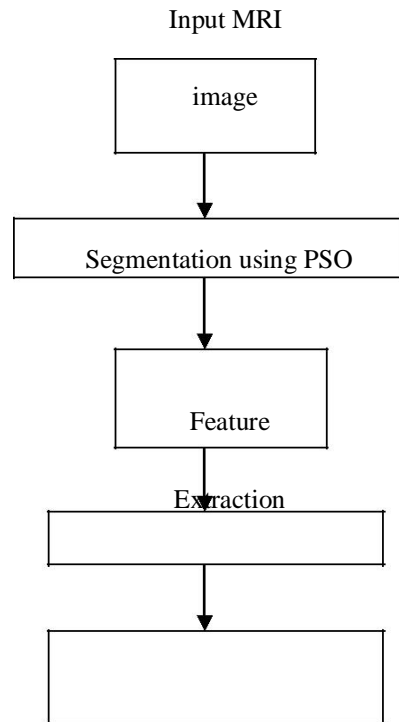 Input MRI
image
Segmentation using PSO
Feature
Extraction